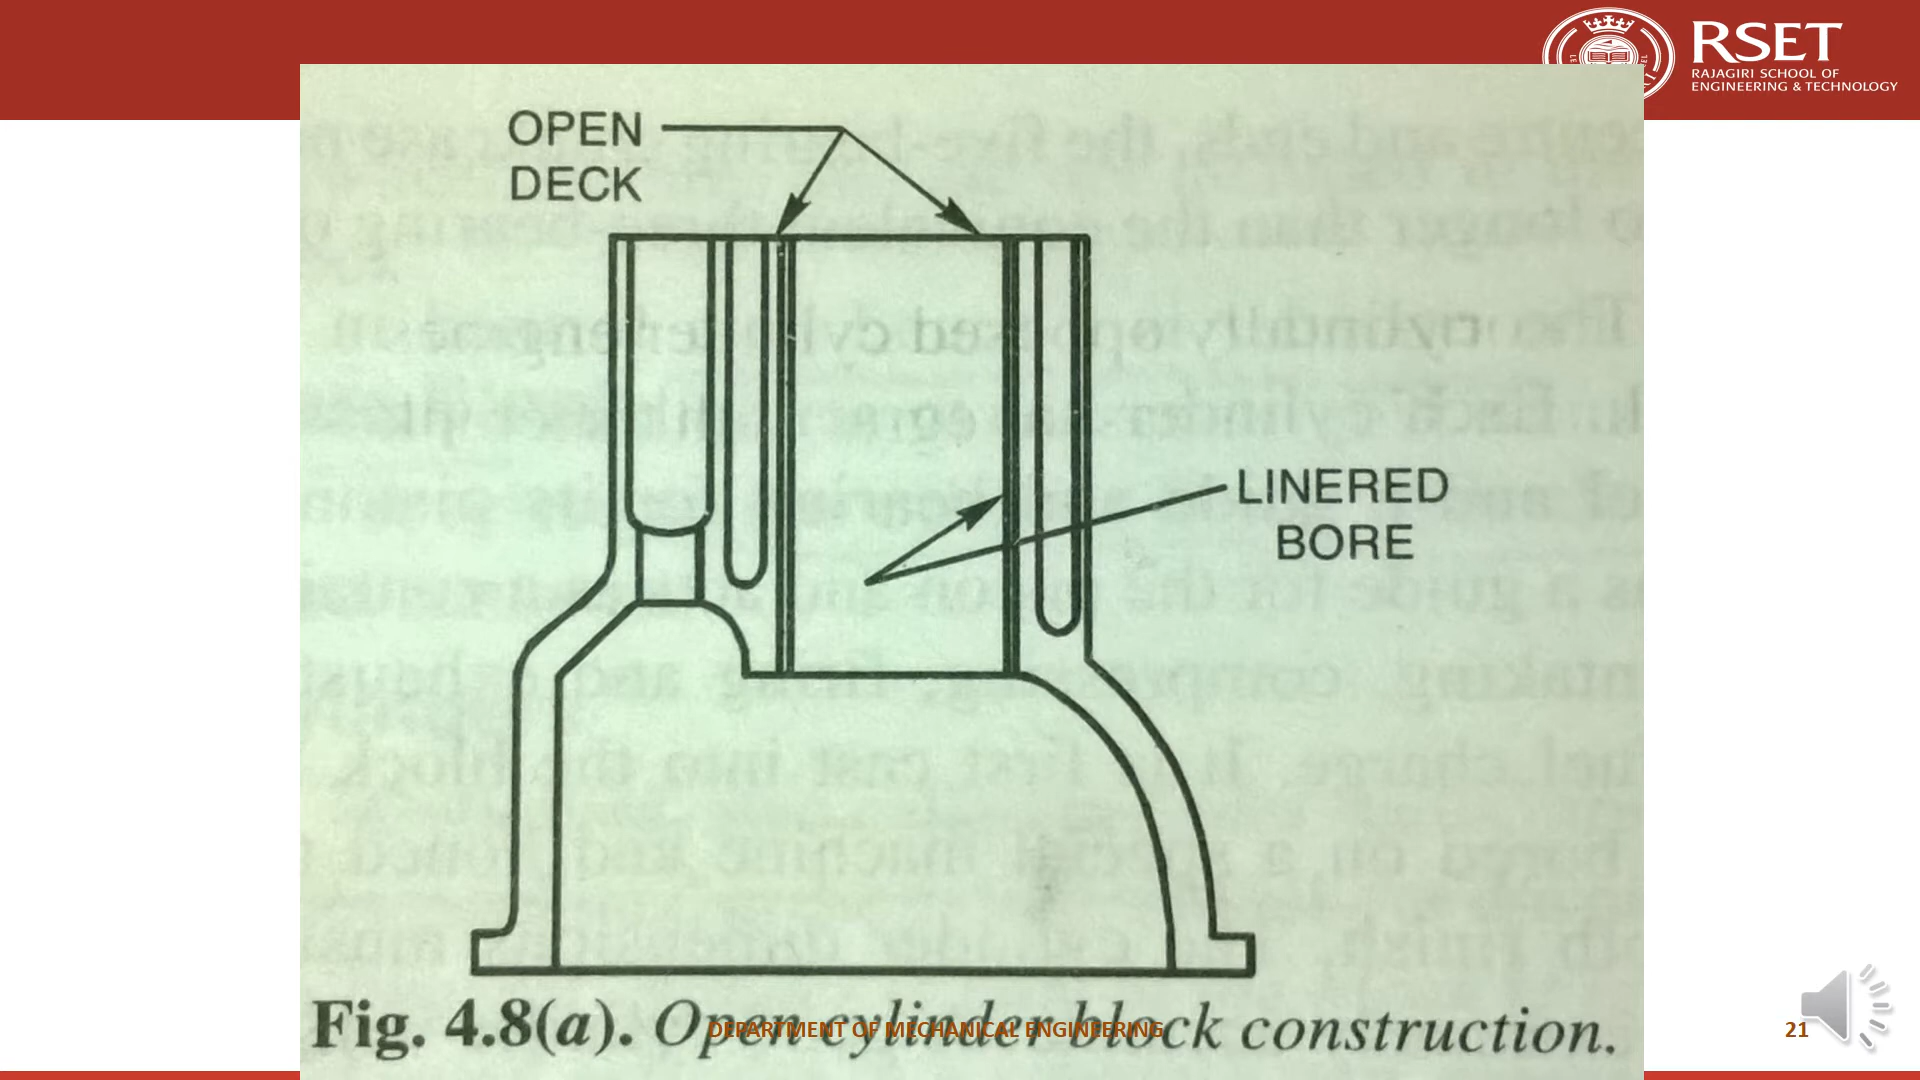 RSET
RAJAGIRI SCHOOL OF
ENGINEERING & TECHNOLOGY
OPEN
DECK
LINERED
BORE
Fig. 4.8(a). Open cylinder block construction.
DEPARTMENT OF MECHANICAL ENGINEERING
21